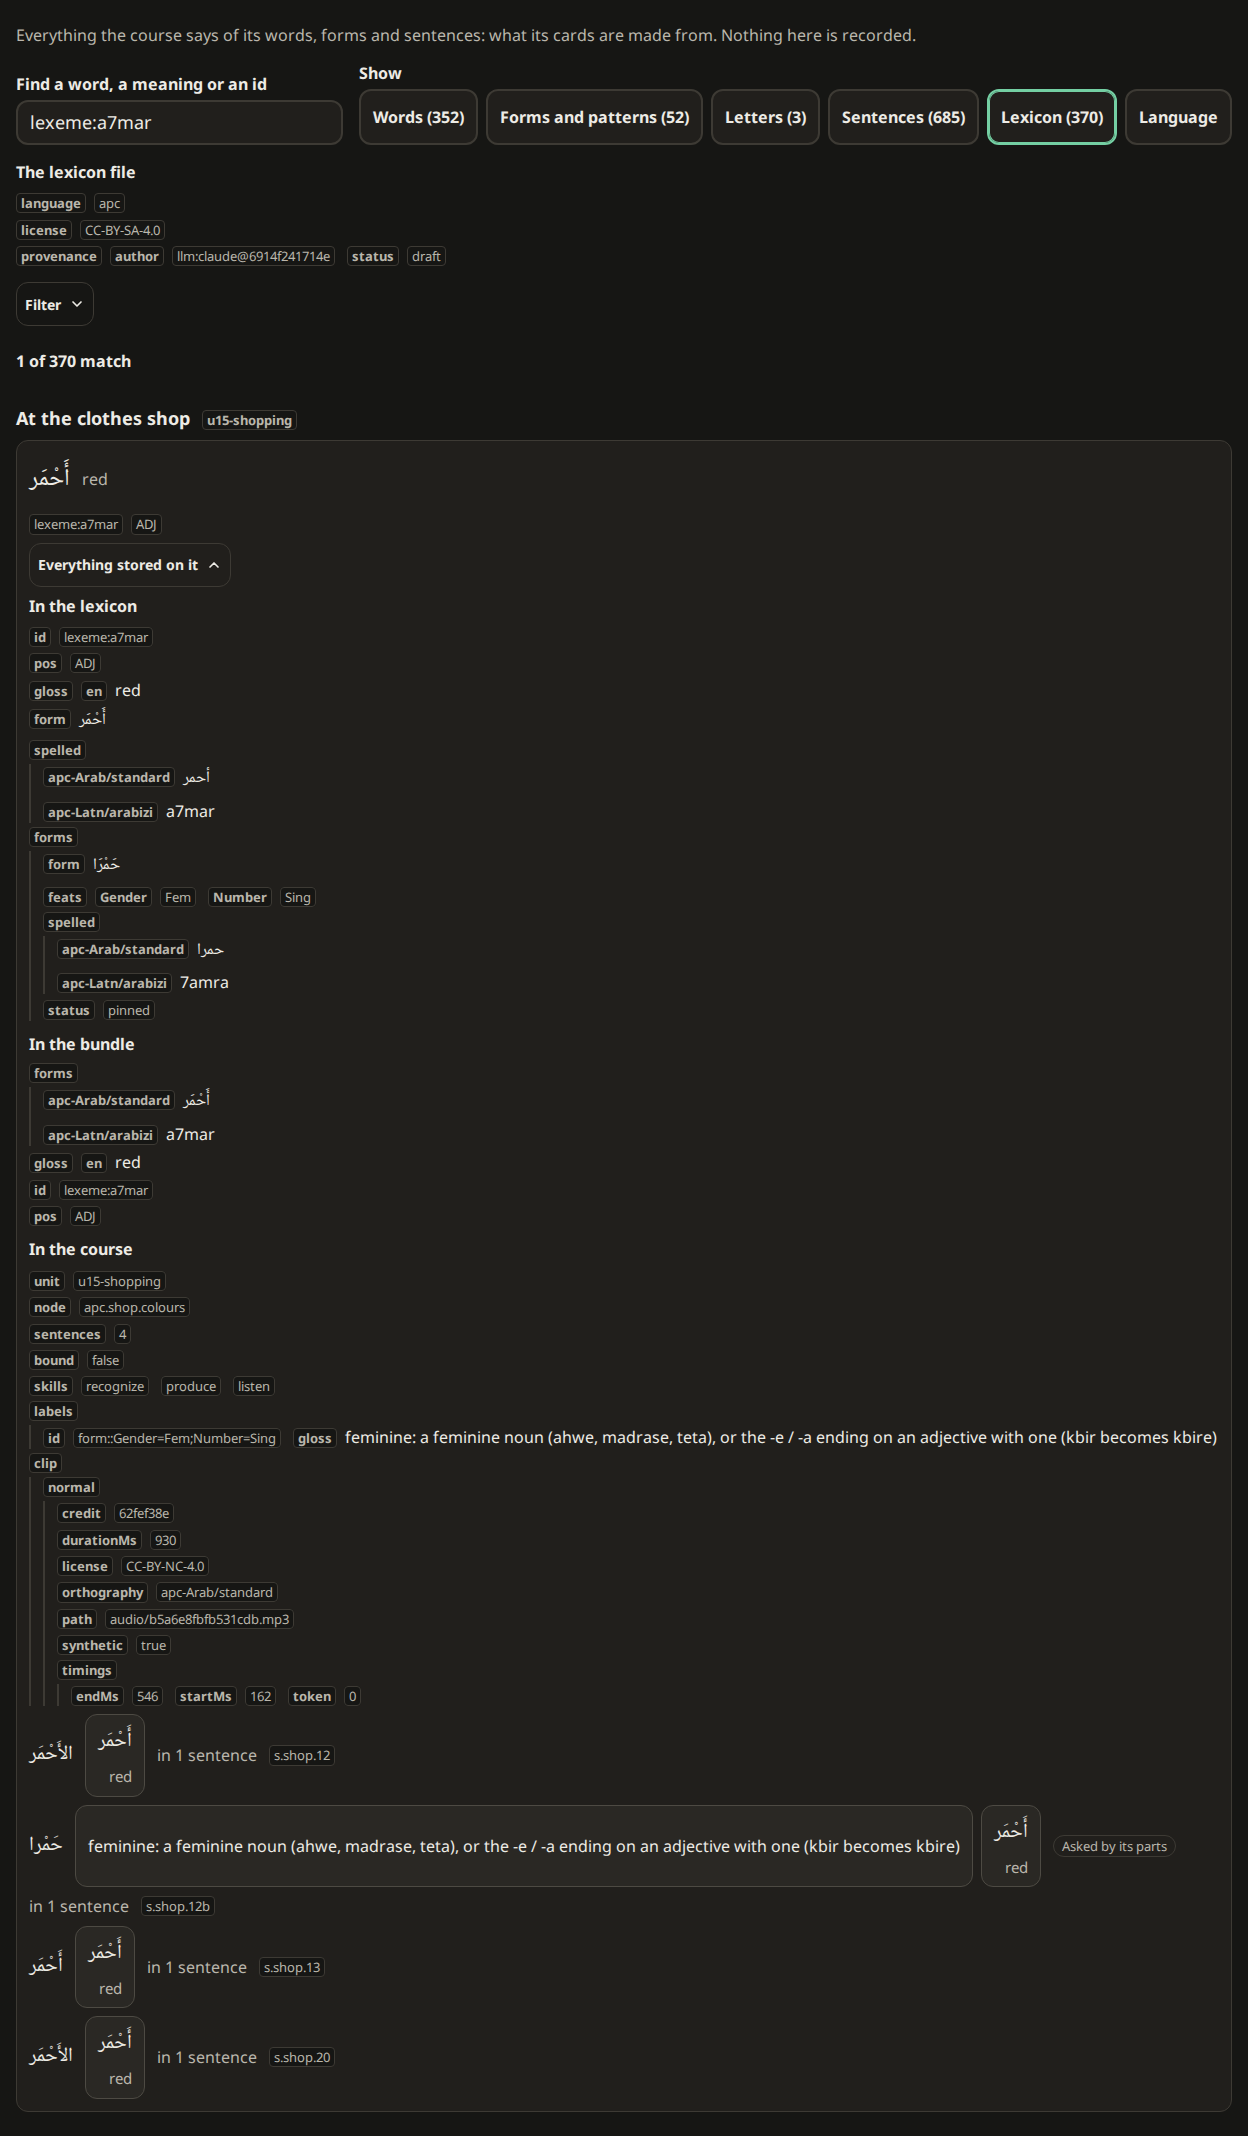 Everything the course says of its words, forms and sentences: what its cards are made from. Nothing here is recorded.
Find a word, a meaning or an id
lexeme:a7mar
Show
Words (352) Forms and patterns (52) Letters (3) Sentences (685) Lexicon (370) Language
The lexicon file
language apc
license CC-BY-SA-4.0
provenance author llm:claude@6914f241714e status draft
Filter
1 of 370 match
At the clothes shop u15-shopping
أَحْمَر red
lexeme:a7mar ADJ
Everything stored on it
In the lexicon
id lexeme:a7mar
pos ADJ
gloss en red
form أَحْمَر
spelled
apc-Arab/standard أحمر
apc-Latn/arabizi a7mar
forms
form حَمْرَا
feats Gender Fem Number Sing
spelled
apc-Arab/standard حمرا
apc-Latn/arabizi 7amra
status pinned
In the bundle
forms
apc-Arab/standard أَحْمَر
apc-Latn/arabizi a7mar
gloss en red
id lexeme:a7mar
pos ADJ
In the course
unit u15-shopping
node apc.shop.colours
sentences 4
bound false
skills recognize produce listen
labels
id form::Gender=Fem;Number=Sing gloss feminine: a feminine noun (ahwe, madrase, teta), or the -e / -a ending on an adjective with one (kbir becomes kbire)
clip
normal
credit 62fef38e
durationMs 930
license CC-BY-NC-4.0
orthography apc-Arab/standard
path audio/b5a6e8fbfb531cdb.mp3
synthetic true
timings
endMs 546 startMs 162 token 0
الأَحْمَر أَحْمَر red in 1 sentence s.shop.12
حَمْرا feminine: a feminine noun (ahwe, madrase, teta), or the -e / -a ending on an adjective with one (kbir becomes kbire) أَحْمَر red Asked by its parts
in 1 sentence s.shop.12b
أَحْمَر أَحْمَر red in 1 sentence s.shop.13
الأَحْمَر أَحْمَر red in 1 sentence s.shop.20